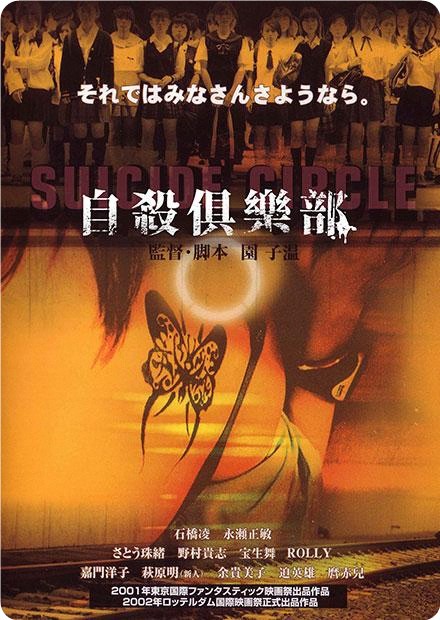 それではみなさんさようなら。
SUICIDE CIRCLE
自殺倶樂部
監督・脚本 園 子温
石橋凌 永瀬正敏
さとう珠緒 野村貴志 宝生舞 ROLLY
嘉門洋子 萩原明(新人) 余貴美子 迫英雄 麿赤兒
2001年東京国際ファンタスティック映画祭出品作品
2002年ロッテルダム国際映画祭正式出品作品